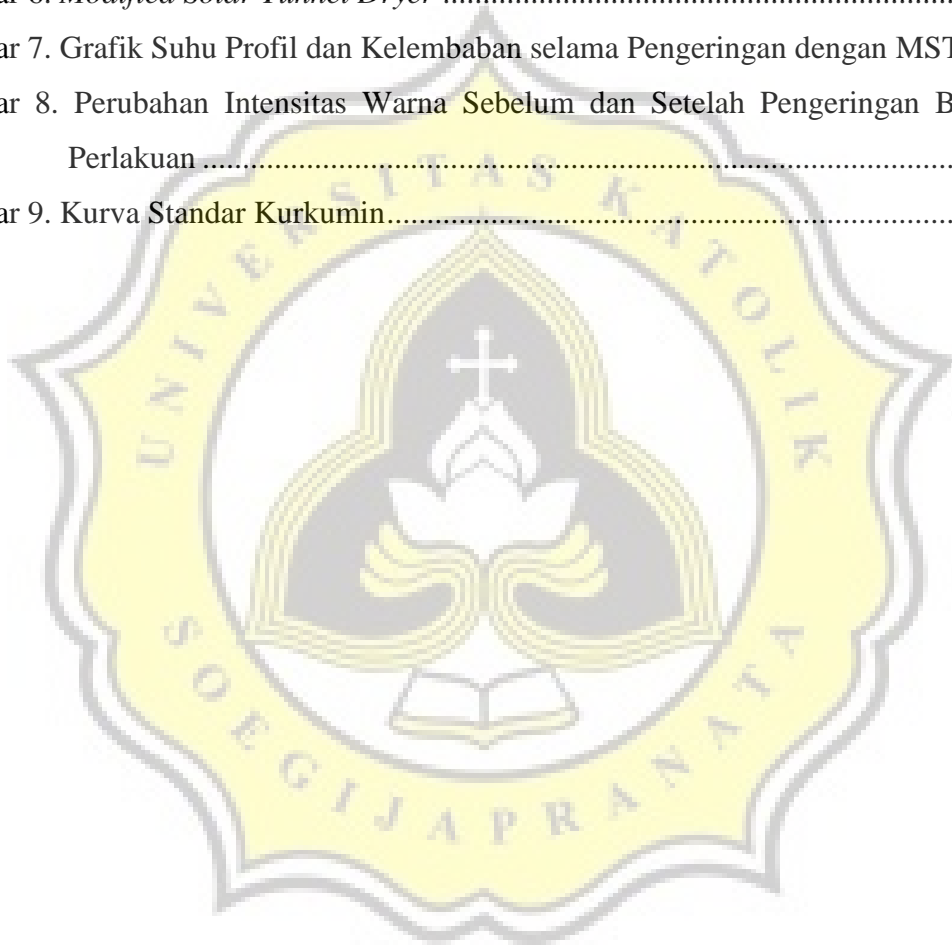 ar 6. Modified Solar Tunnel Dryer ........................................................................
ar 7. Grafik Suhu Profil dan Kelembaban selama Pengeringan dengan MST
ar 8. Perubahan Intensitas Warna Sebelum dan Setelah Pengeringan B
Perlakuan ........................................................................
ar 9. Kurva Standar Kurkumin........................................................................
UNIVERSITAS KATOLIK
SOEGIJAPRANATA